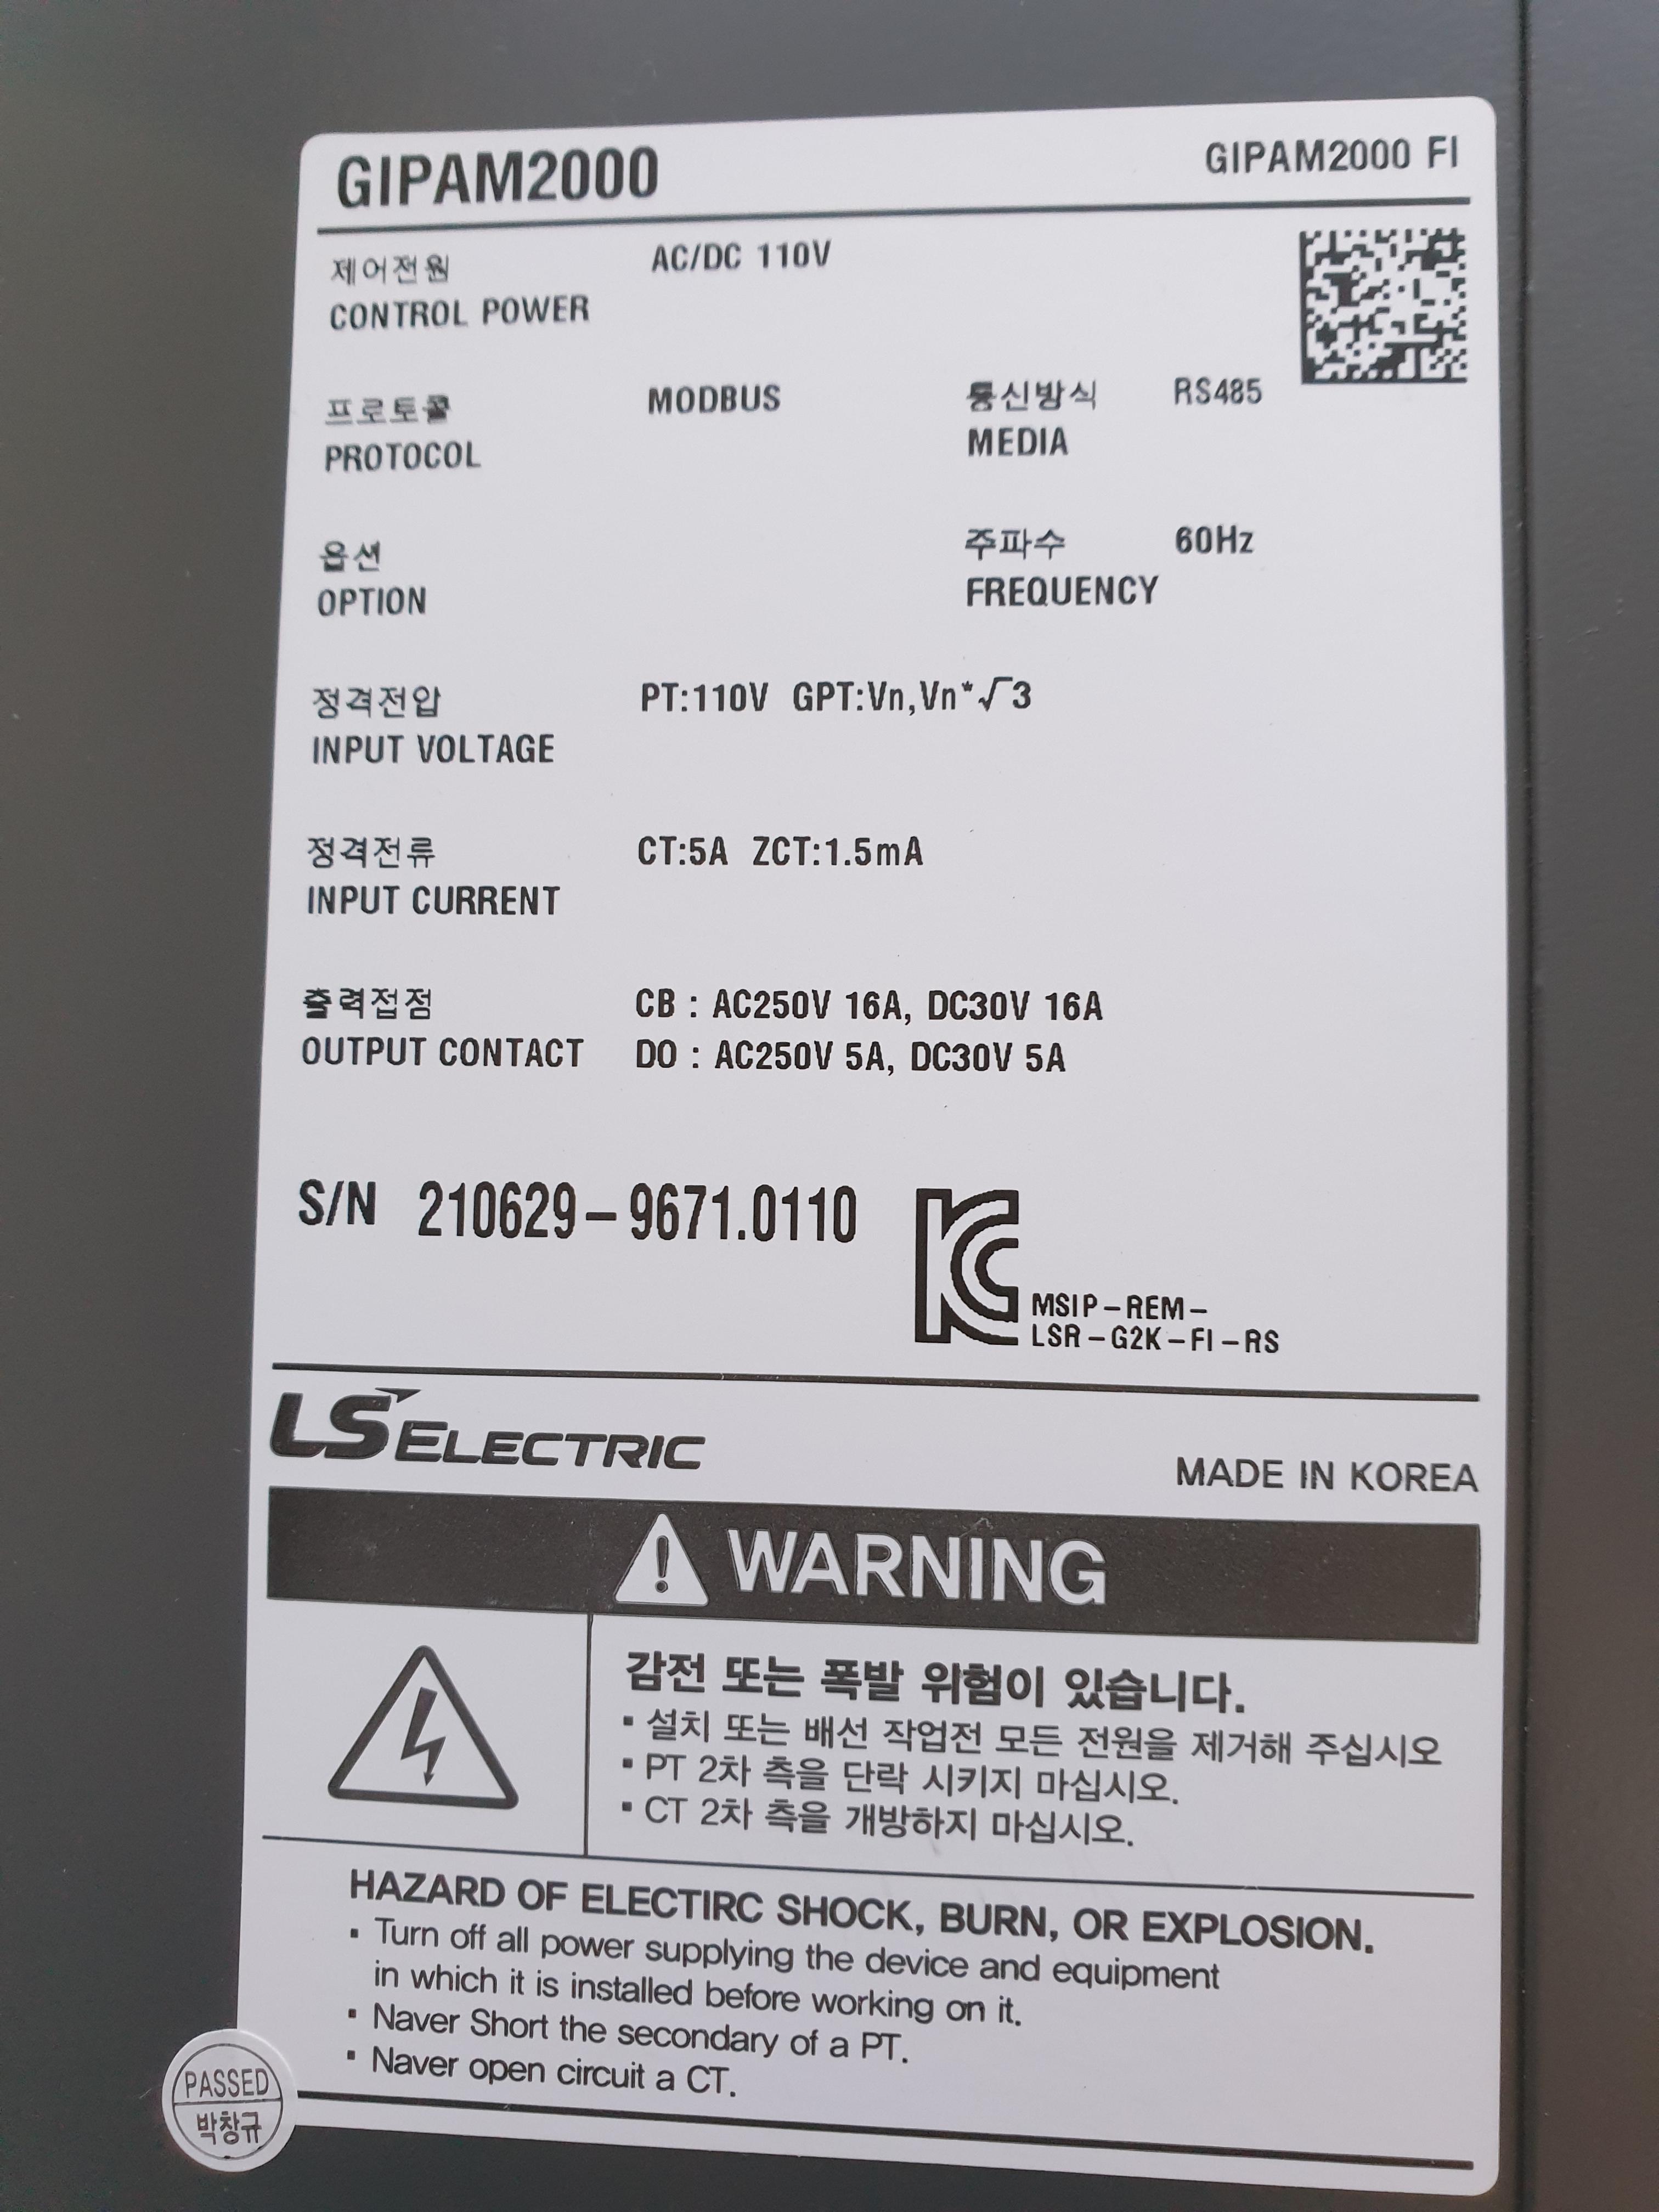 GIPAM2000
GIPAM2000 FI
제어전원 AC/DC 110V
CONTROL POWER
프로토콜 MODBUS 통신방식 RS485
PROTOCOL MEDIA
옵션 주파수 60Hz
OPTION FREQUENCY
정격전압 PT:110V GPT:Vn,Vn*√3
INPUT VOLTAGE
정격전류 CT:5A ZCT:1.5mA
INPUT CURRENT
출력접점 CB : AC250V 16A, DC30V 16A
OUTPUT CONTACT DO : AC250V 5A, DC30V 5A
S/N 210629-9671.0110
KC
MSIP-REM-
LSR-G2K-FI-RS
LS ELECTRIC
MADE IN KOREA
WARNING
감전 또는 폭발 위험이 있습니다.
▪ 설치 또는 배선 작업전 모든 전원을 제거해 주십시오
▪ PT 2차 측을 단락 시키지 마십시오.
▪ CT 2차 측을 개방하지 마십시오.
HAZARD OF ELECTIRC SHOCK, BURN, OR EXPLOSION.
▪ Turn off all power supplying the device and equipment
in which it is installed before working on it.
▪ Naver Short the secondary of a PT.
▪ Naver open circuit a CT.
PASSED
박창규